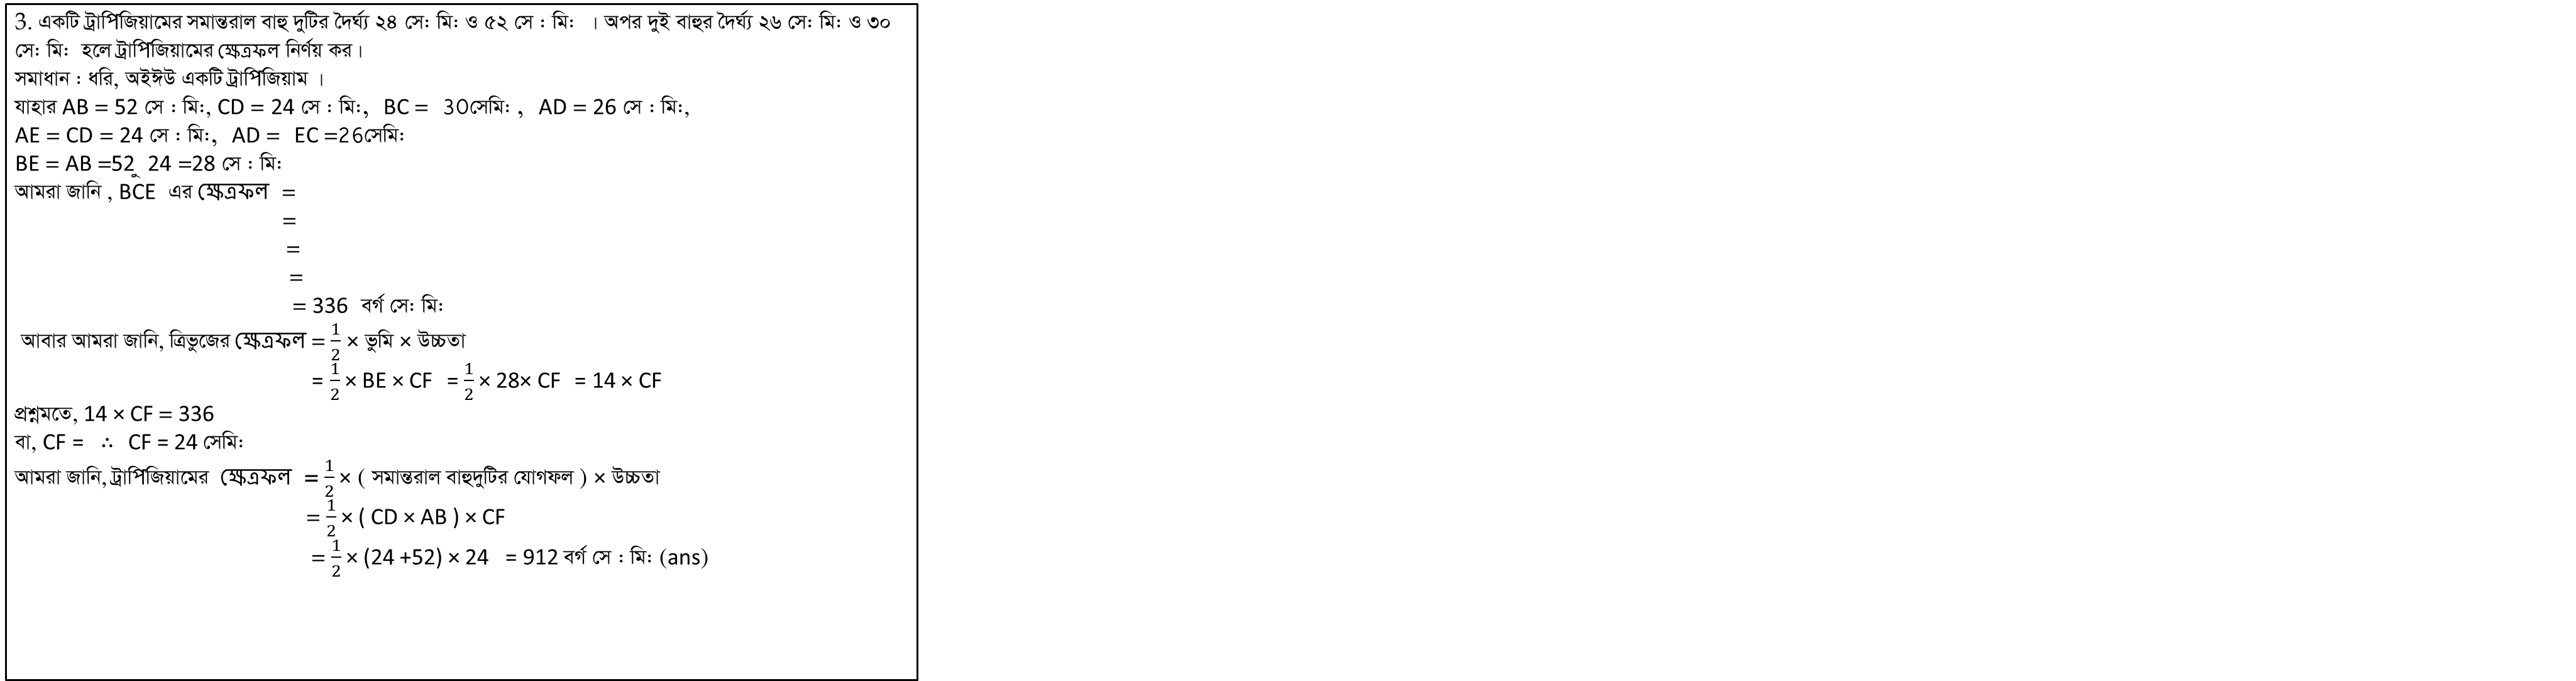 3. একটি ট্রাপিজিয়ামের সমান্তরাল বাহু দুটির দৈর্ঘ্য ২৪ সে: মি: ও ৫২ সে : মি: । অপর দুই বাহুর দৈর্ঘ্য ২৬ সে: মি: ও ৩০
সে: মি: হলে ট্রাপিজিয়ামের ক্ষেত্রফল নির্ণয় কর।
সমাধান : ধরি, অইঈউ একটি ট্রাপিজিয়াম ।
যাহার AB = 52 সে : মি:, CD = 24 সে : মি:, BC = 30সেমি: , AD = 26 সে : মি:,
AE = CD = 24 সে : মি:, AD = EC =26সেমি:
BE = AB =52ু 24 =28 সে : মি:
আমরা জানি , BCE এর ক্ষেত্রফল =
=
=
=
= 336 বর্গ সে: মি:
আবার আমরা জানি, ত্রিভুজের ক্ষেত্রফল = 1/2 × ভুমি × উচ্চতা
= 1/2 × BE × CF = 1/2 × 28× CF = 14 × CF
প্রশ্নমতে, 14 × CF = 336
বা, CF = ∴ CF = 24 সেমি:
আমরা জানি, ট্রাপিজিয়ামের ক্ষেত্রফল = 1/2 × ( সমান্তরাল বাহুদুটির যোগফল ) × উচ্চতা
= 1/2 × ( CD × AB ) × CF
= 1/2 × (24 +52) × 24 = 912 বর্গ সে : মি: (ans)